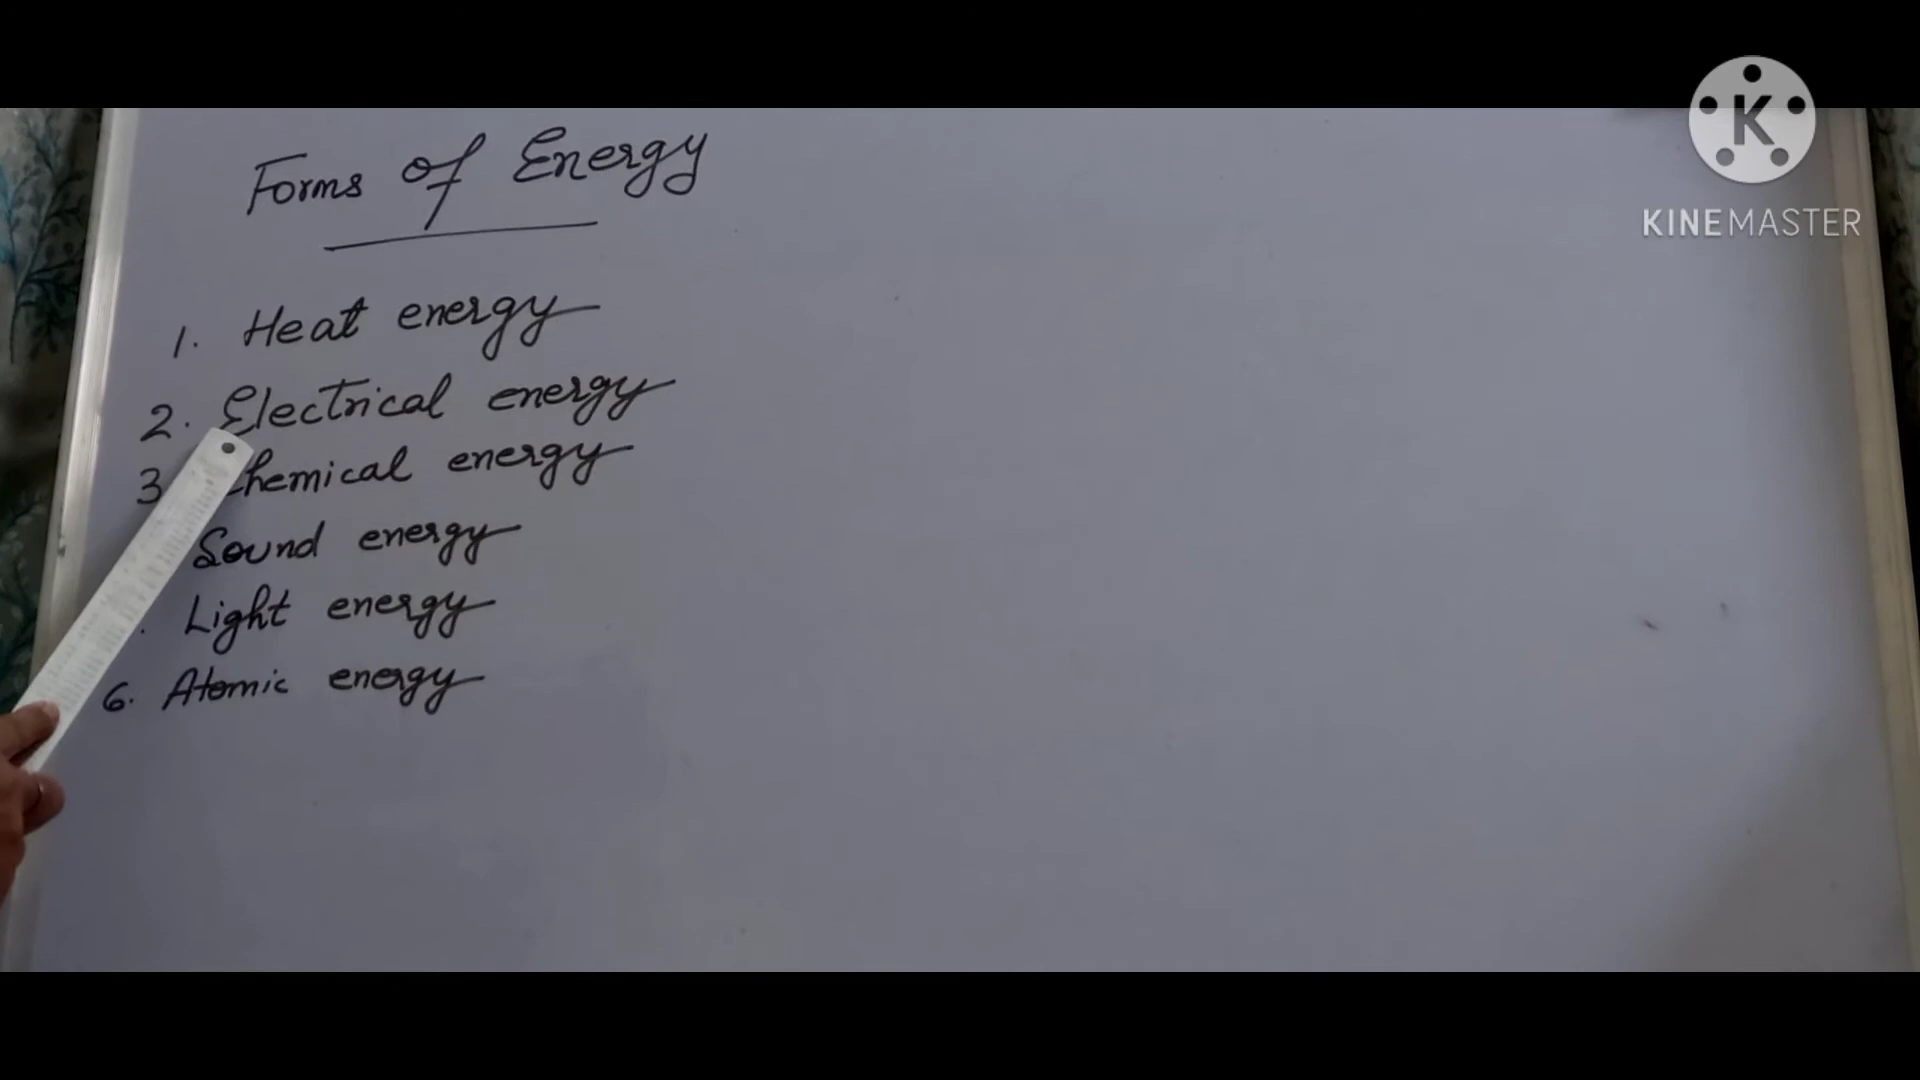 Forms of Energy
1. Heat energy
2. Electrical energy
3 Chemical energy
Sound energy
. Light energy
6. Atomic energy
K
KINEMASTER